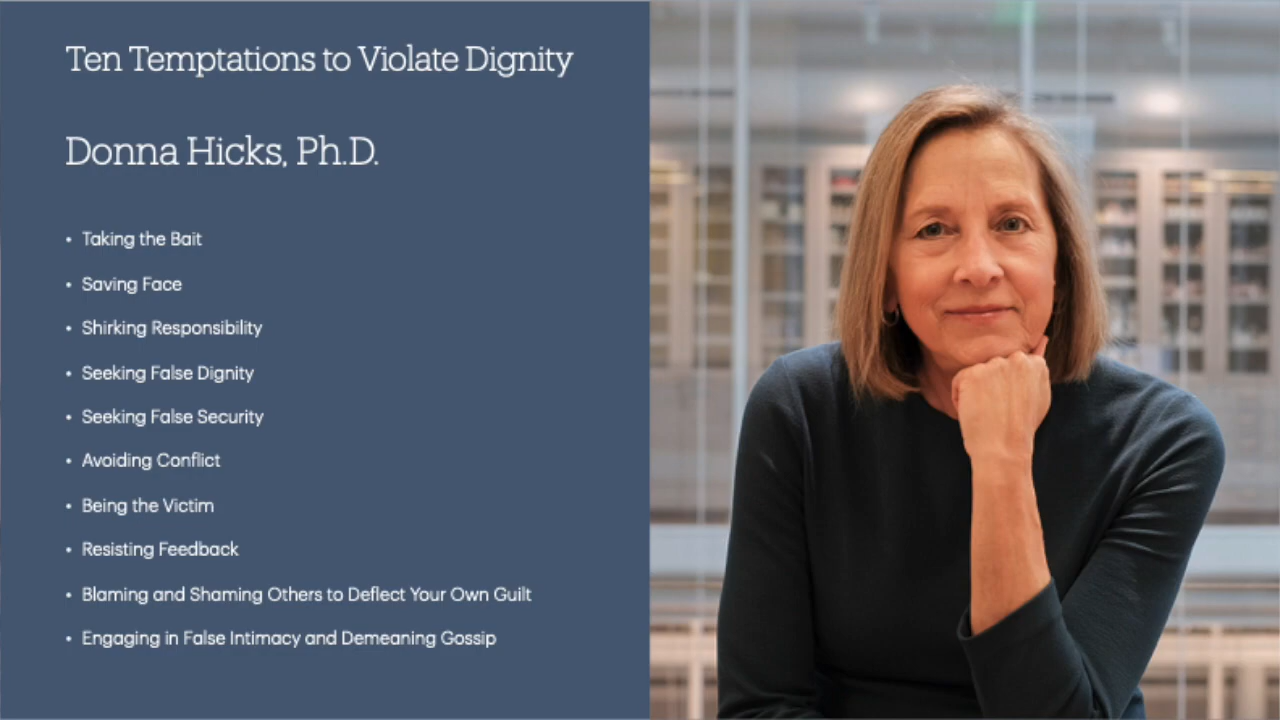 Ten Temptations to Violate Dignity
Donna Hicks, Ph.D.
• Taking the Bait
• Saving Face
• Shirking Responsibility
• Seeking False Dignity
• Seeking False Security
• Avoiding Conflict
• Being the Victim
• Resisting Feedback
• Blaming and Shaming Others to Deflect Your Own Guilt
• Engaging in False Intimacy and Demeaning Gossip